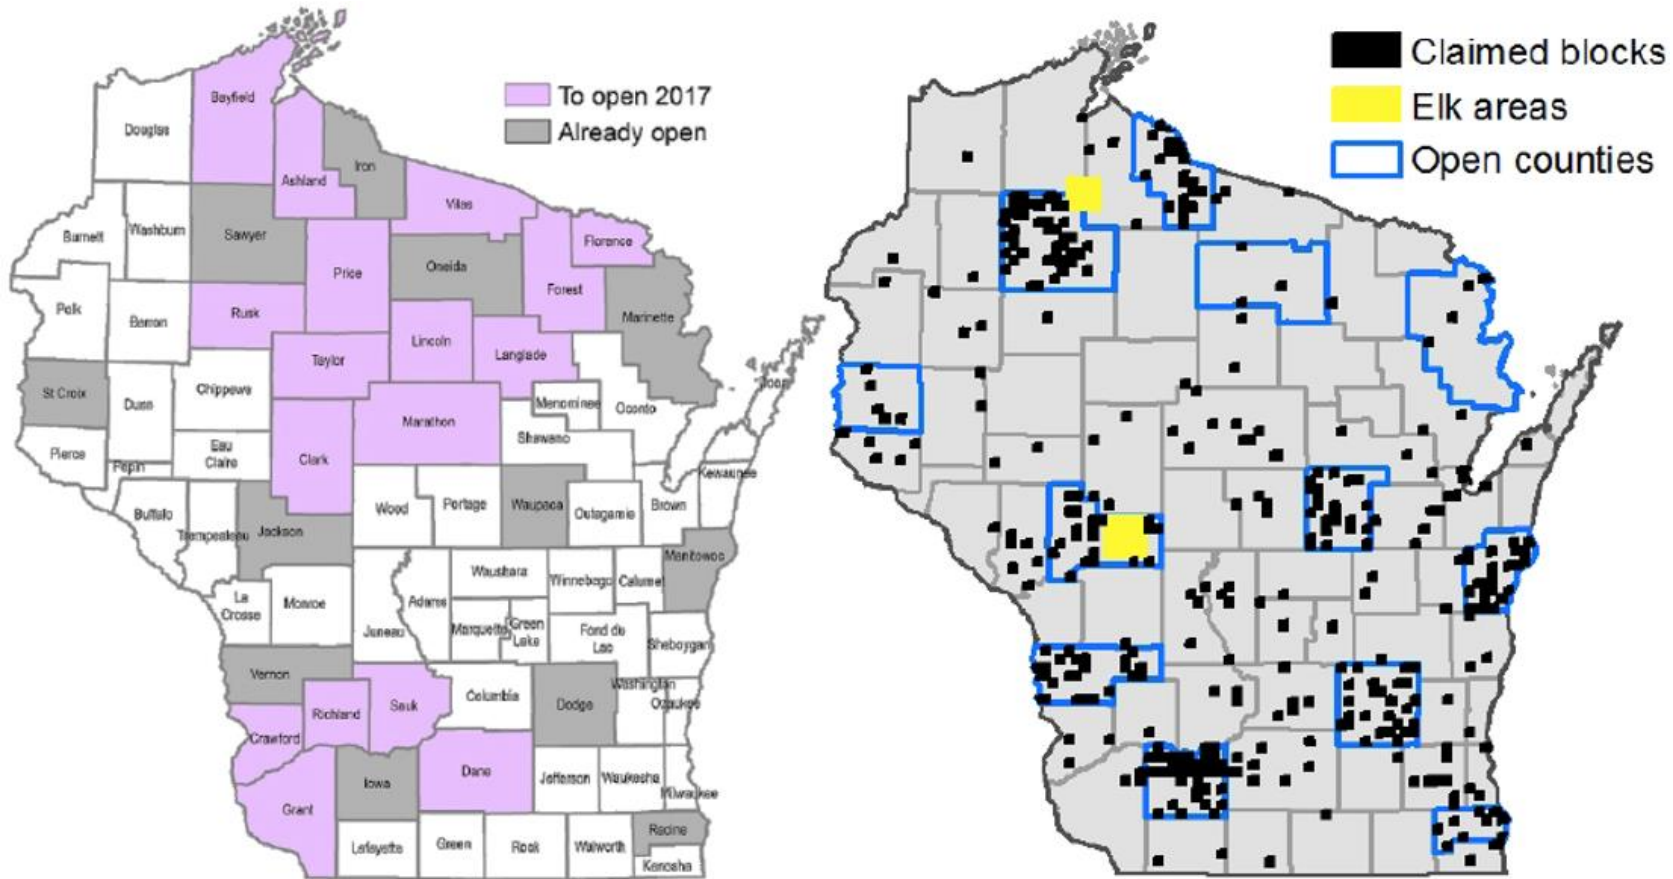 To open 2017
Already open
Bayfield
Douglas
Ashland
Iron
Vilas
Burnett
Washburn
Sawyer
Florence
Oneida
Price
Forest
Polk
Barron
Rusk
Marinette
Taylor
Lincoln
Langlade
St Croix
Dunn
Chippewa
Menominee
Oconto
Door
Marathon
Shawano
Pierce
Eau
Claire
Clark
Pepin
Kewaunee
Buffalo
Trempealeau
Jackson
Wood
Portage
Waupaca
Outagamie
Brown
Manitowoc
La
Crosse
Monroe
Juneau
Adams
Waushara
Winnebago
Calumet
Marquette
Green
Lake
Fond du
Lac
Sheboygan
Vernon
Richland
Sauk
Columbia
Dodge
Washington
Ozaukee
Crawford
Iowa
Dane
Jefferson
Waukesha
Milwaukee
Grant
Lafayette
Green
Rock
Walworth
Racine
Kenosha
Claimed blocks
Elk areas
Open counties